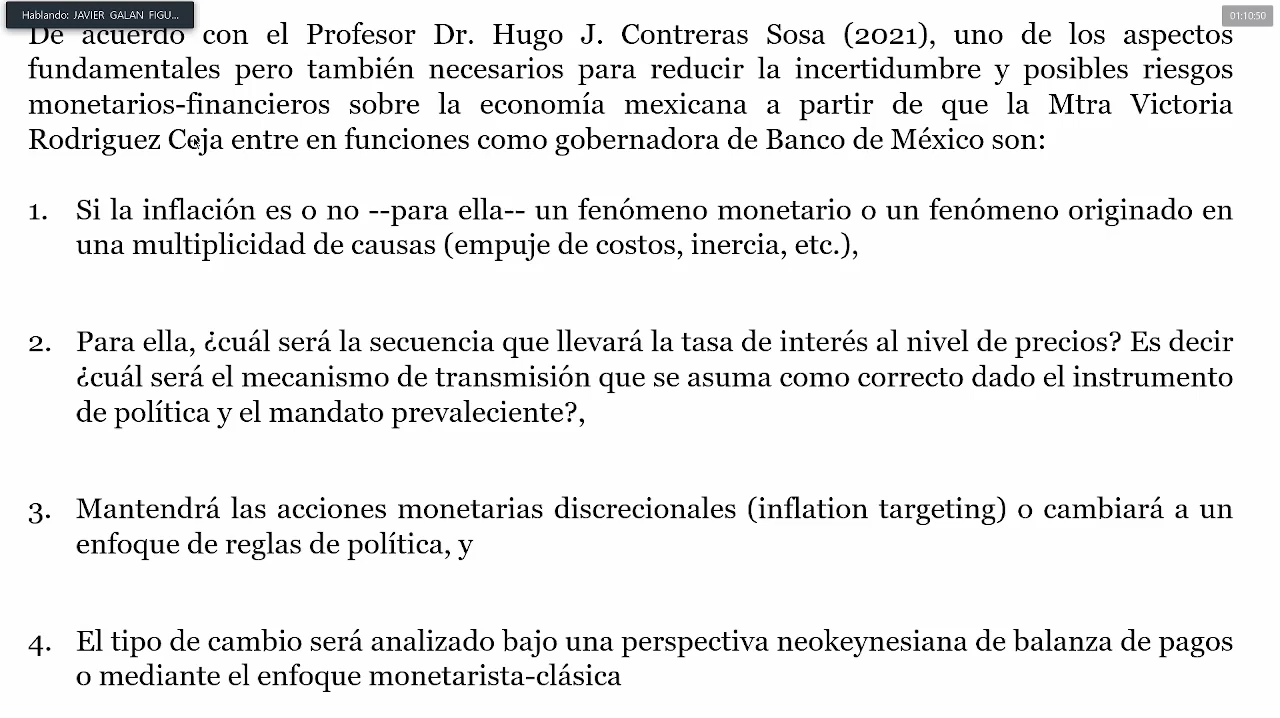 Hablando: JAVIER GALAN FIGU...
01:10:50
De acuerdo con el Profesor Dr. Hugo J. Contreras Sosa (2021), uno de los aspectos
fundamentales pero también necesarios para reducir la incertidumbre y posibles riesgos
monetarios-financieros sobre la economía mexicana a partir de que la Mtra Victoria
Rodriguez Ceja entre en funciones como gobernadora de Banco de México son:
1. Si la inflación es o no --para ella-- un fenómeno monetario o un fenómeno originado en
una multiplicidad de causas (empuje de costos, inercia, etc.),
2. Para ella, ¿cuál será la secuencia que llevará la tasa de interés al nivel de precios? Es decir
¿cuál será el mecanismo de transmisión que se asuma como correcto dado el instrumento
de política y el mandato prevaleciente?,
3. Mantendrá las acciones monetarias discrecionales (inflation targeting) o cambiará a un
enfoque de reglas de política, y
4. El tipo de cambio será analizado bajo una perspectiva neokeynesiana de balanza de pagos
o mediante el enfoque monetarista-clásica